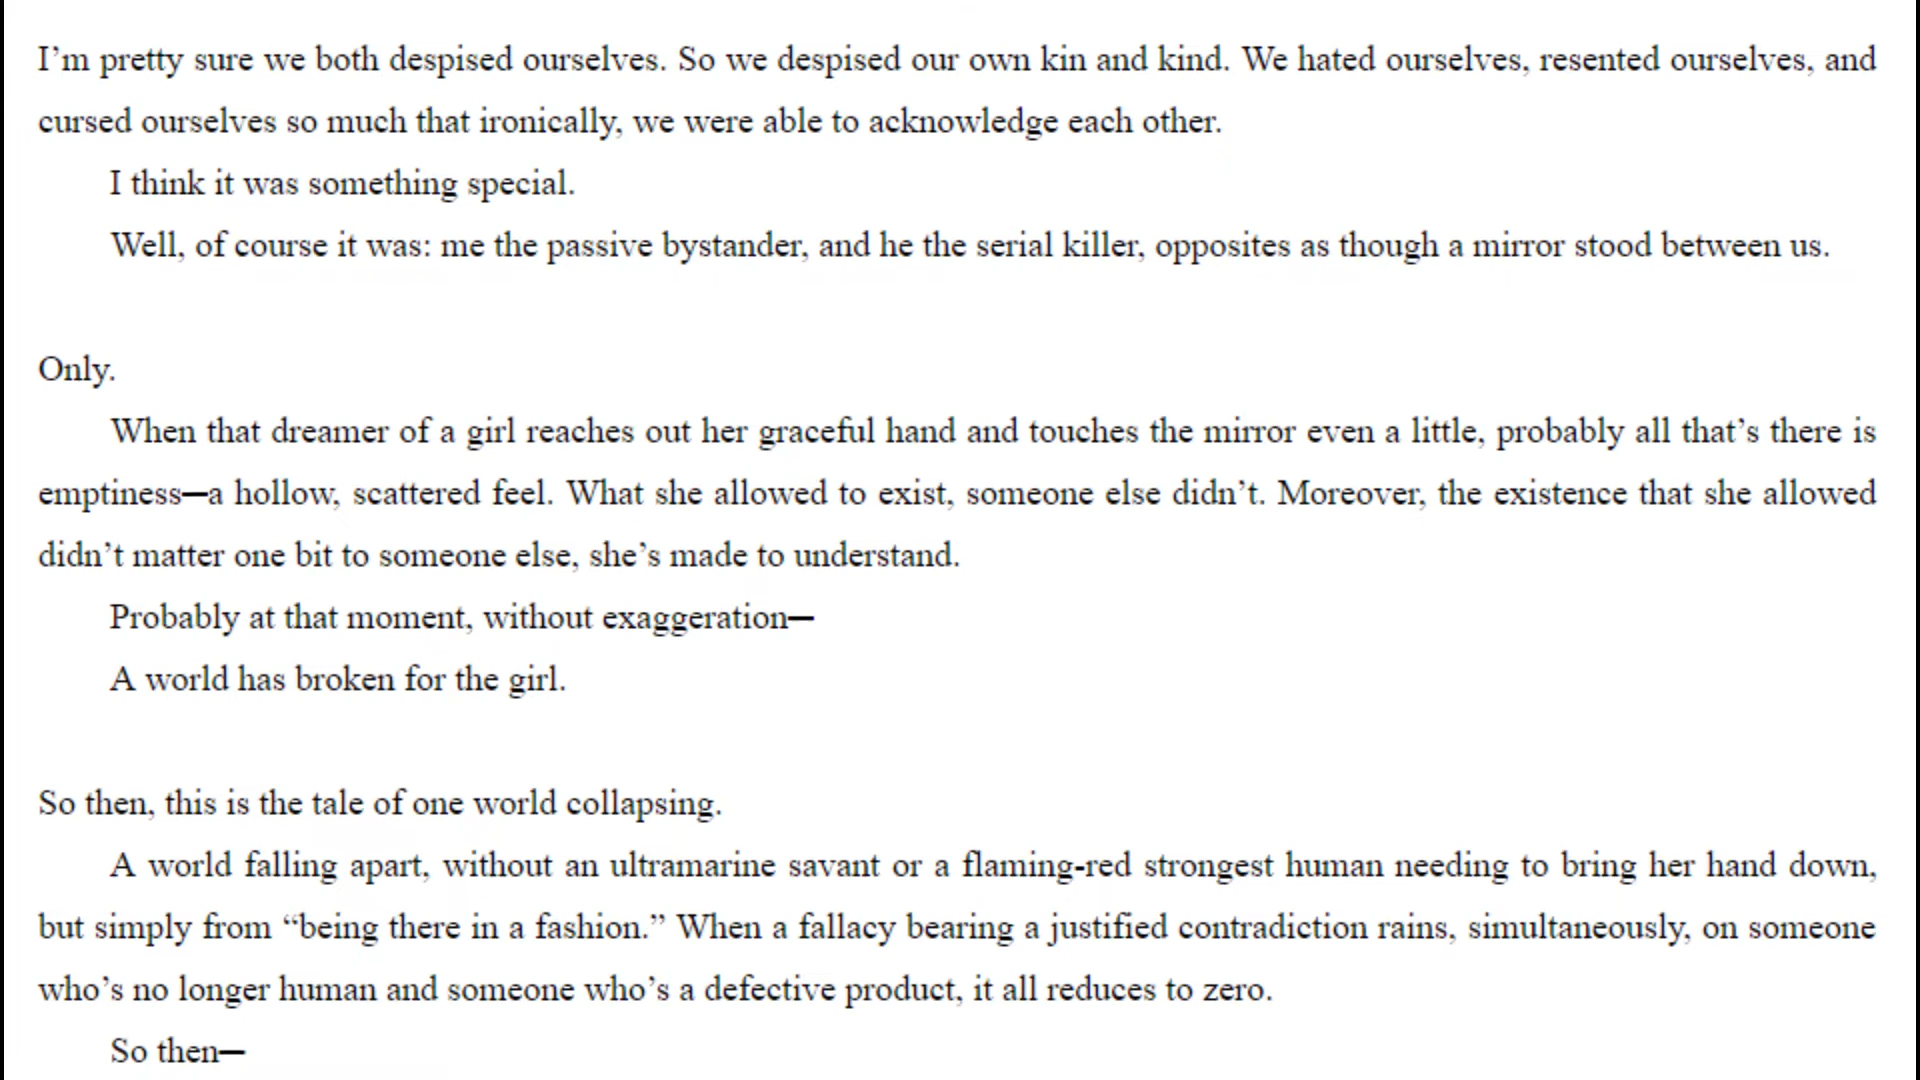 I’m pretty sure we both despised ourselves. So we despised our own kin and kind. We hated ourselves, resented ourselves, and
cursed ourselves so much that ironically, we were able to acknowledge each other.
I think it was something special.
Well, of course it was: me the passive bystander, and he the serial killer, opposites as though a mirror stood between us.
Only.
When that dreamer of a girl reaches out her graceful hand and touches the mirror even a little, probably all that’s there is
emptiness—a hollow, scattered feel. What she allowed to exist, someone else didn’t. Moreover, the existence that she allowed
didn’t matter one bit to someone else, she’s made to understand.
Probably at that moment, without exaggeration—
A world has broken for the girl.
So then, this is the tale of one world collapsing.
A world falling apart, without an ultramarine savant or a flaming-red strongest human needing to bring her hand down,
but simply from “being there in a fashion.” When a fallacy bearing a justified contradiction rains, simultaneously, on someone
who’s no longer human and someone who’s a defective product, it all reduces to zero.
So then—